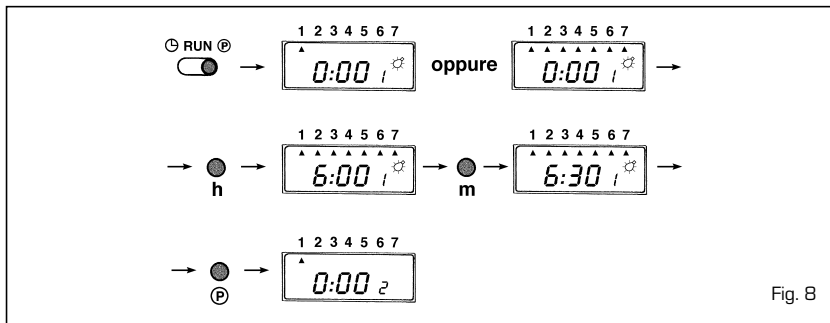 RUN P
1 2 3 4 5 6 7
0:00 1
oppure
1 2 3 4 5 6 7
0:00 1
h
1 2 3 4 5 6 7
6:00 1
m
1 2 3 4 5 6 7
6:30 1
P
1 2 3 4 5 6 7
0:00 2
Fig. 8